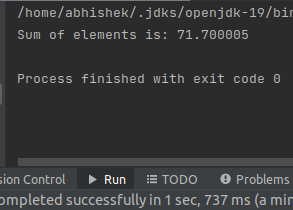 /home/abhishek/.jdks/openjdk-19/bin
Sum of elements is: 71.700005
Process finished with exit code 0
sion Control Run TODO Problems
ompleted successfully in 1 sec, 737 ms (a min